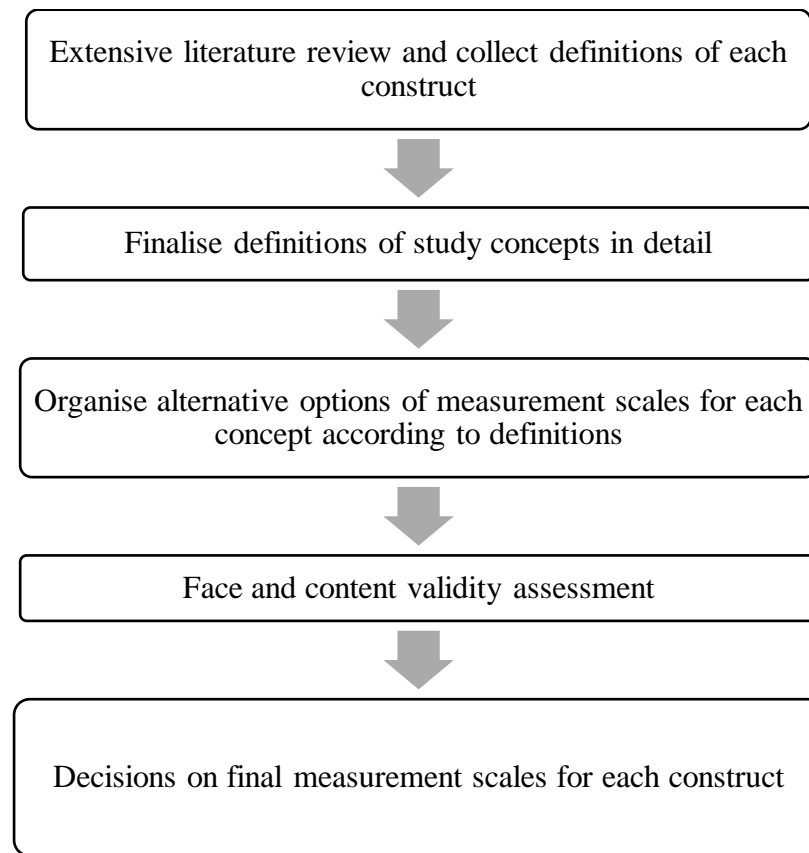 Extensive literature review and collect definitions of each
construct
Finalise definitions of study concepts in detail
Organise alternative options of measurement scales for each
concept according to definitions
Face and content validity assessment
Decisions on final measurement scales for each construct